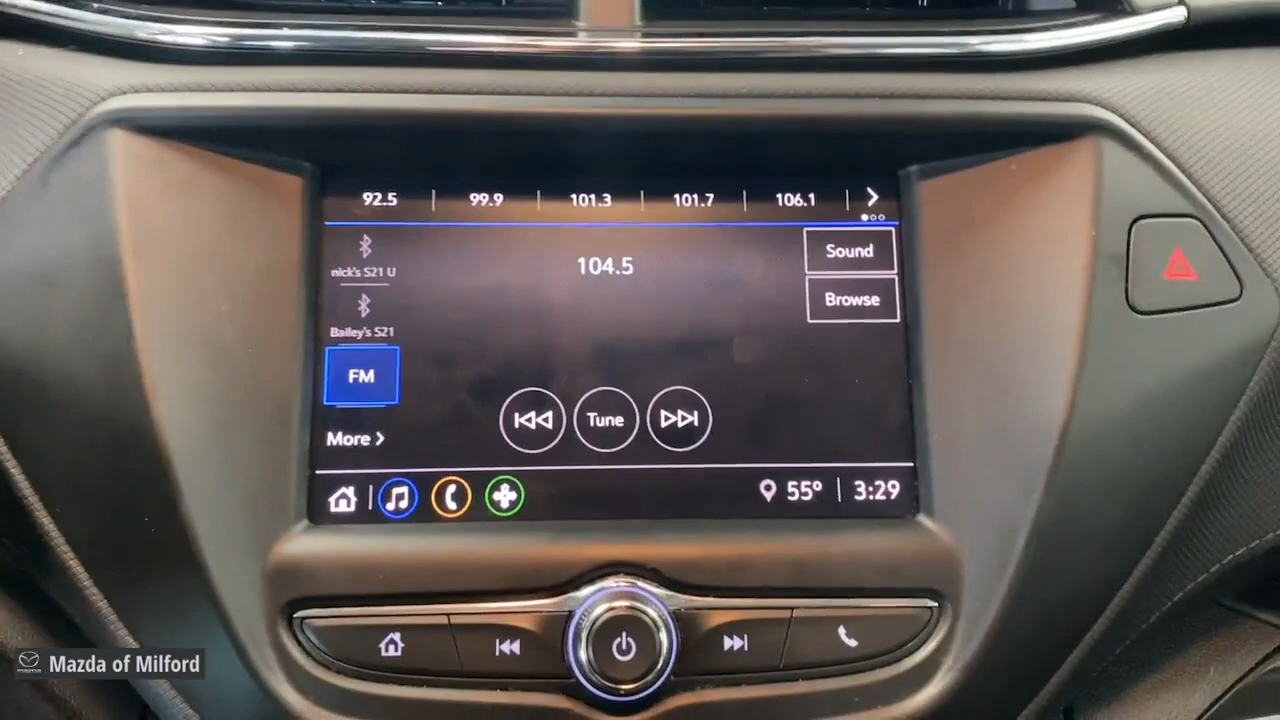 92.5 99.9 101.3 101.7 106.1
nick's S21 U
104.5
Sound
Browse
Bailey's S21
FM
Tune
More
55° 3:29
Mazda of Milford